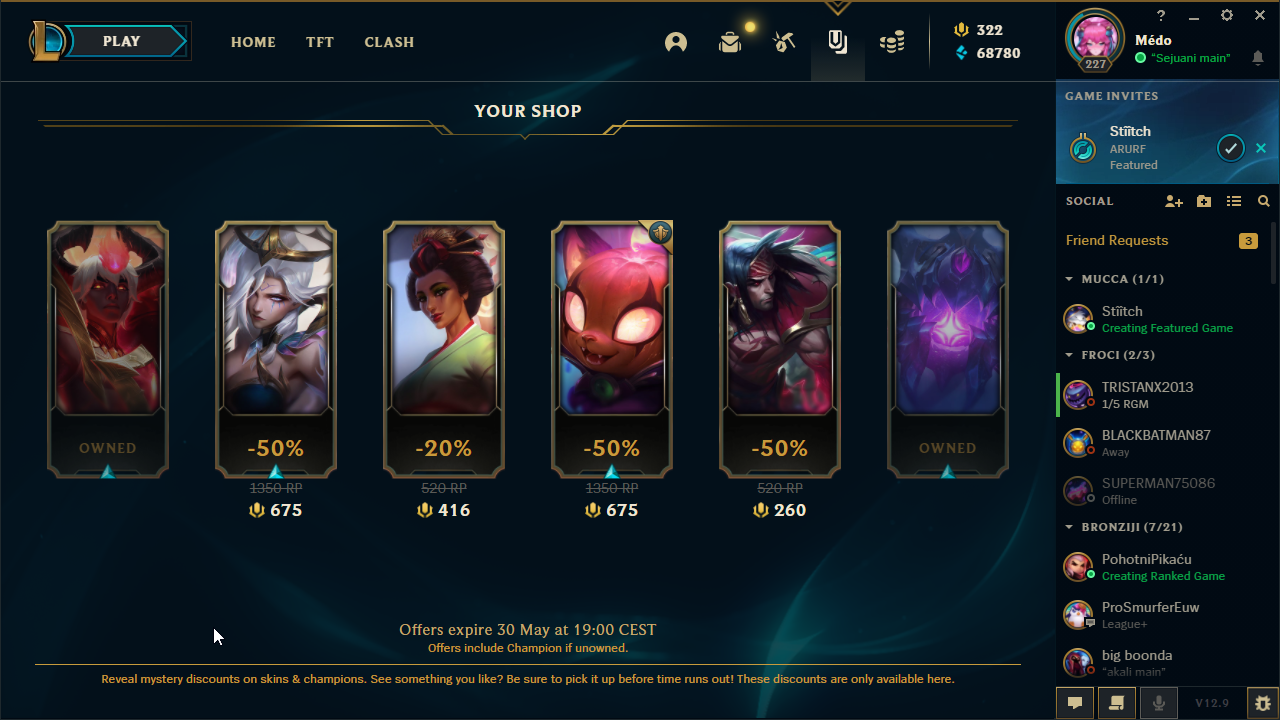 PLAY
HOME
TFT
CLASH
322
68780
YOUR SHOP
OWNED
-50%
1350 RP
675
-20%
520 RP
416
-50%
1350 RP
675
-50%
520 RP
260
OWNED
Offers expire 30 May at 19:00 CEST
Offers include Champion if unowned.
Reveal mystery discounts on skins & champions. See something you like? Be sure to pick it up before time runs out! These discounts are only available here.
?
Médo
"Sejuani main"
227
GAME INVITES
Stîîtch
ARURF
Featured
SOCIAL
Friend Requests
3
MUCCA (1/1)
Stîîtch
Creating Featured Game
FROCI (2/3)
TRISTANX2013
1/5 RGM
BLACKBATMAN87
Away
SUPERMAN75086
Offline
BRONZIJI (7/21)
PohotniPikaću
Creating Ranked Game
ProSmurferEuw
League+
big boonda
"akali main"
V12.9